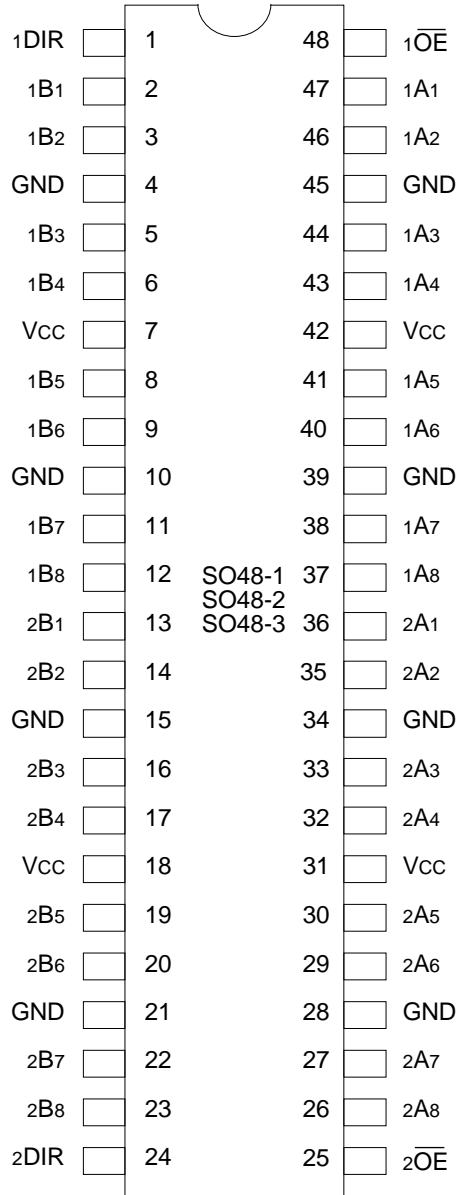 1DIR 1 48 1O̅E̅
1B1 2 47 1A1
1B2 3 46 1A2
GND 4 45 GND
1B3 5 44 1A3
1B4 6 43 1A4
VCC 7 42 VCC
1B5 8 41 1A5
1B6 9 40 1A6
GND 10 39 GND
1B7 11 38 1A7
1B8 12 SO48-1 37 1A8
SO48-2
2B1 13 SO48-3 36 2A1
2B2 14 35 2A2
GND 15 34 GND
2B3 16 33 2A3
2B4 17 32 2A4
VCC 18 31 VCC
2B5 19 30 2A5
2B6 20 29 2A6
GND 21 28 GND
2B7 22 27 2A7
2B8 23 26 2A8
2DIR 24 25 2O̅E̅